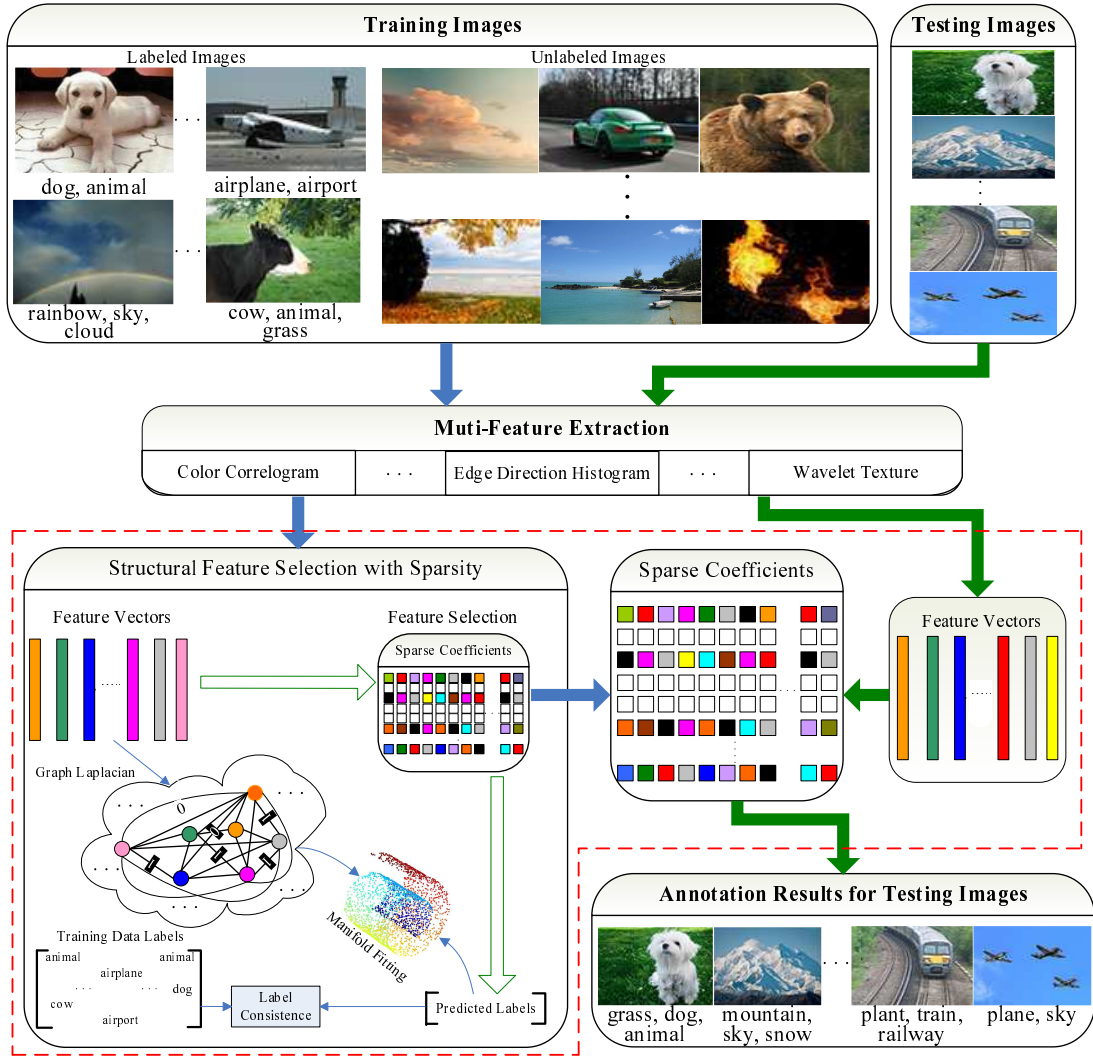 Training Images
Testing Images
Labeled Images
Unlabeled Images
dog, animal
airplane, airport
rainbow, sky,
cloud
cow, animal,
grass
Muti-Feature Extraction
Color Correlogram
. . .
Edge Direction Histogram
. . .
Wavelet Texture
Structural Feature Selection with Sparsity
Feature Vectors
Feature Selection
Sparse Coefficients
Sparse Coefficients
Feature Vectors
Graph Laplacian
0
Manifold Fitting
Training Data Labels
animal
animal
airplane
. . .
. . .
dog
cow
airport
Label
Consistence
Predicted Labels
Annotation Results for Testing Images
grass, dog,
animal
mountain,
sky, snow
plant, train,
railway
plane, sky